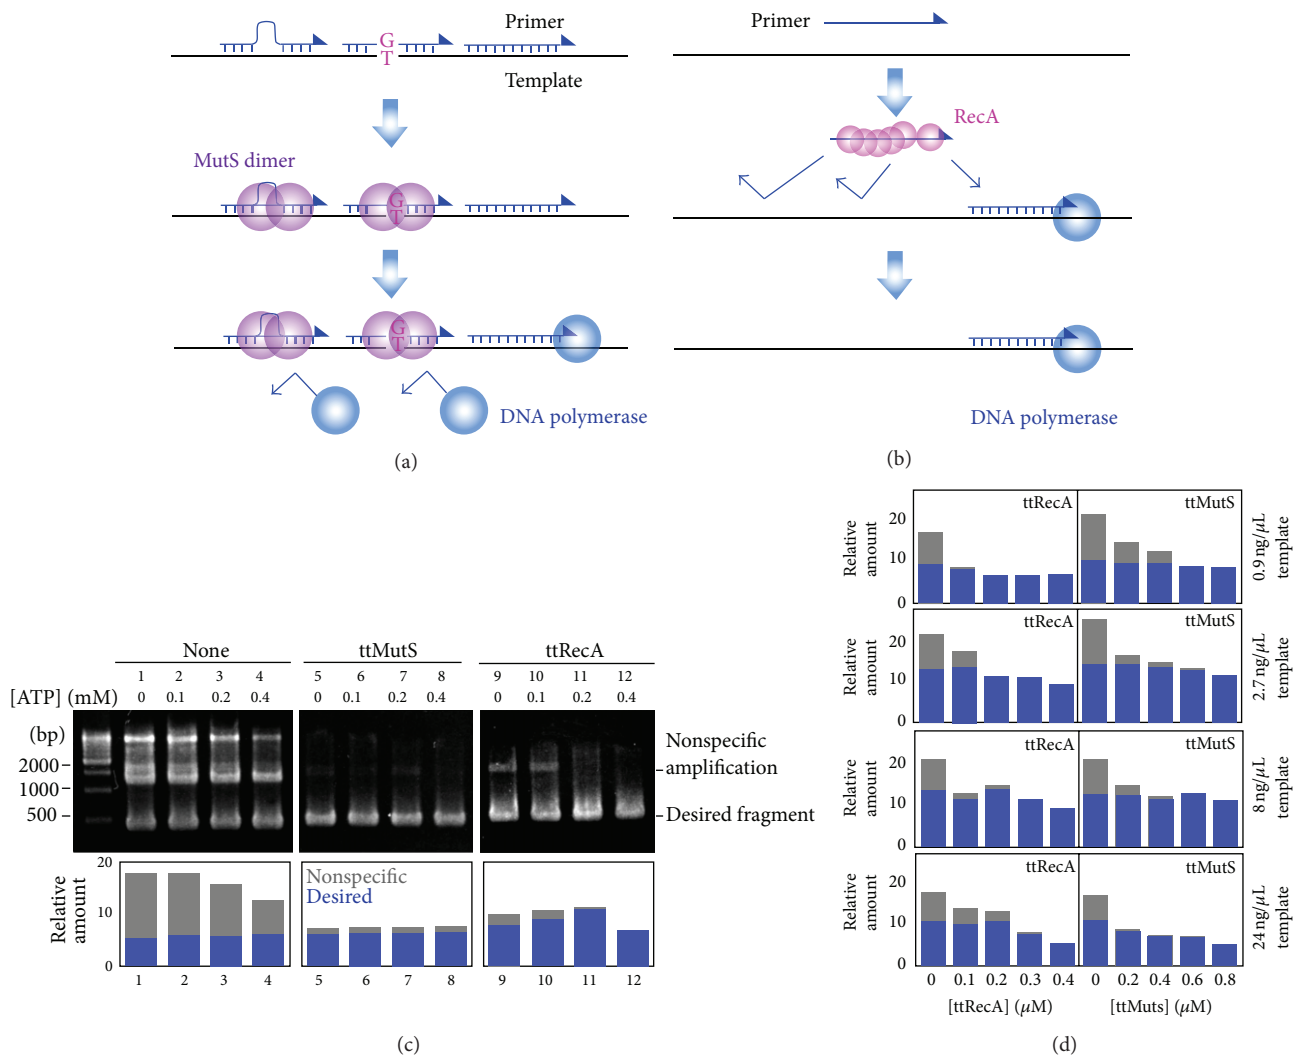 Primer
G
T
Template
MutS dimer
G
T
G
T
DNA polymerase
(a)
Primer
RecA
DNA polymerase
(b)
None
ttMutS
ttRecA
1 2 3 4 5 6 7 8 9 10 11 12
[ATP] (mM) 0 0.1 0.2 0.4 0 0.1 0.2 0.4 0 0.1 0.2 0.4
(bp)
2000
1000
500
Nonspecific
amplification
Desired fragment
Relative
amount
20
10
0
Nonspecific
Desired
1 2 3 4 5 6 7 8 9 10 11 12
(c)
Relative
amount
20
10
0
ttRecA
ttMutS
0.9 ng/μL
template
Relative
amount
20
10
0
ttRecA
ttMutS
2.7 ng/μL
template
Relative
amount
20
10
0
ttRecA
ttMutS
8 ng/μL
template
Relative
amount
20
10
0
ttRecA
ttMutS
24 ng/μL
template
0 0.1 0.2 0.3 0.4 0 0.2 0.4 0.6 0.8
[ttRecA] (μM)
[ttMuts] (μM)
(d)